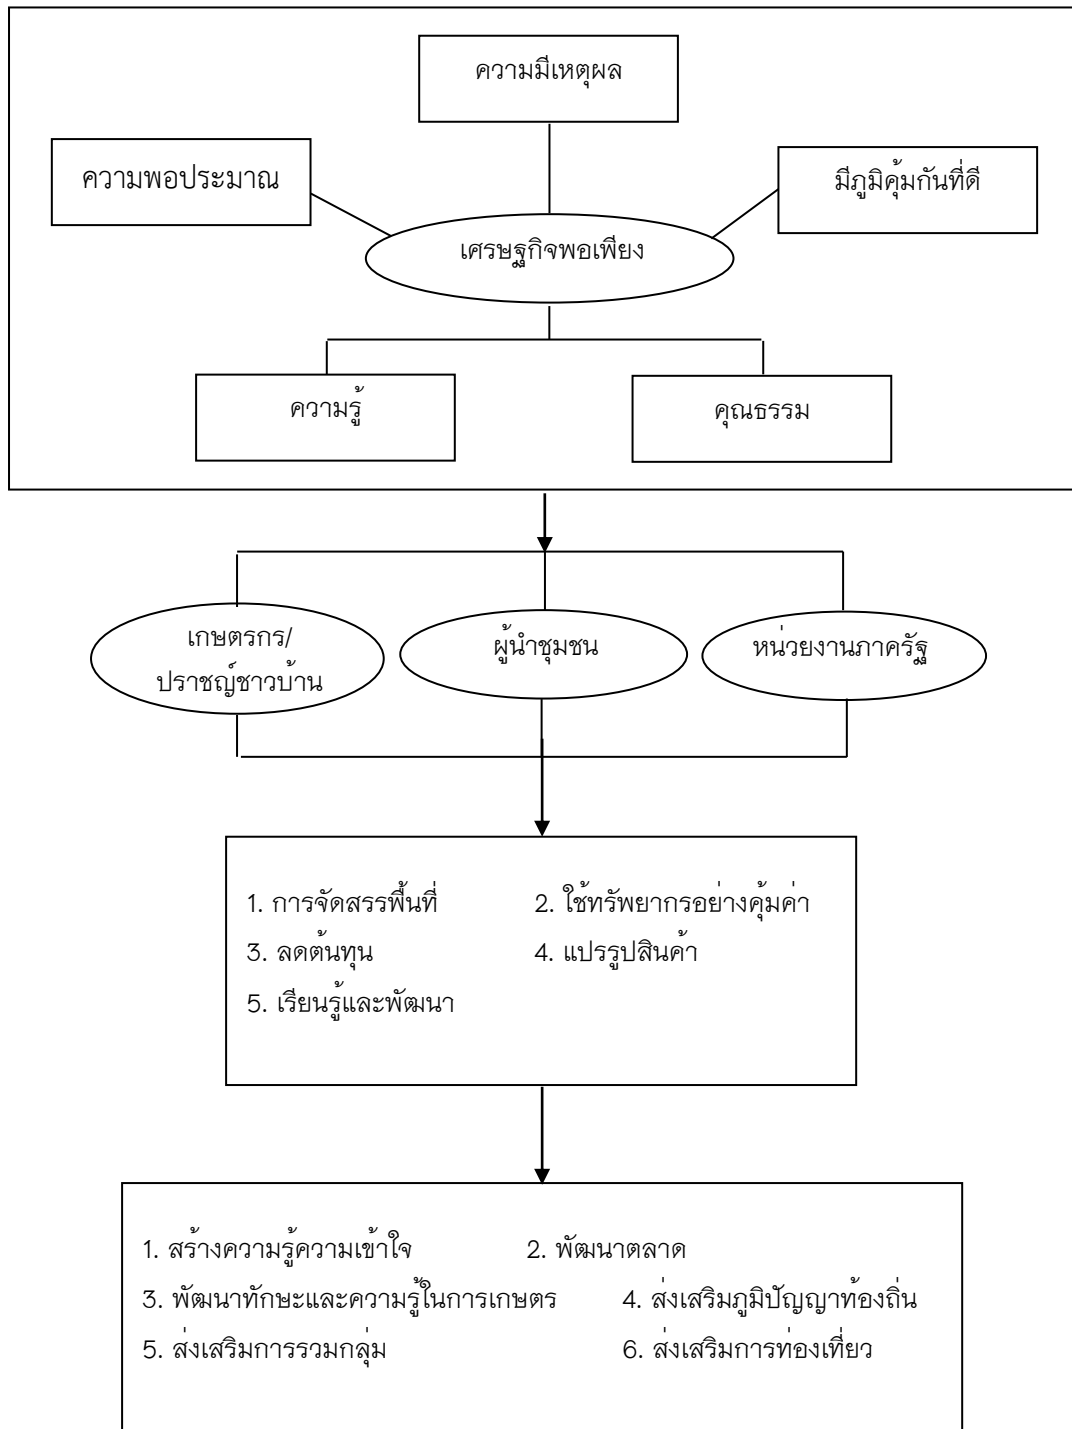 ความมีเหตุผล
ความพอประมาณ
มีภูมิคุ้มกันที่ดี
เศรษฐกิจพอเพียง
ความรู้
คุณธรรม
เกษตรกร/
ปราชญ์ชาวบ้าน
ผู้นำชุมชน
หน่วยงานภาครัฐ
1. การจัดสรรพื้นที่ 2. ใช้ทรัพยากรอย่างคุ้มค่า
3. ลดต้นทุน 4. แปรรูปสินค้า
5. เรียนรู้และพัฒนา
1. สร้างความรู้ความเข้าใจ 2. พัฒนาตลาด
3. พัฒนาทักษะและความรู้ในการเกษตร 4. ส่งเสริมภูมิปัญญาท้องถิ่น
5. ส่งเสริมการรวมกลุ่ม 6. ส่งเสริมการท่องเที่ยว